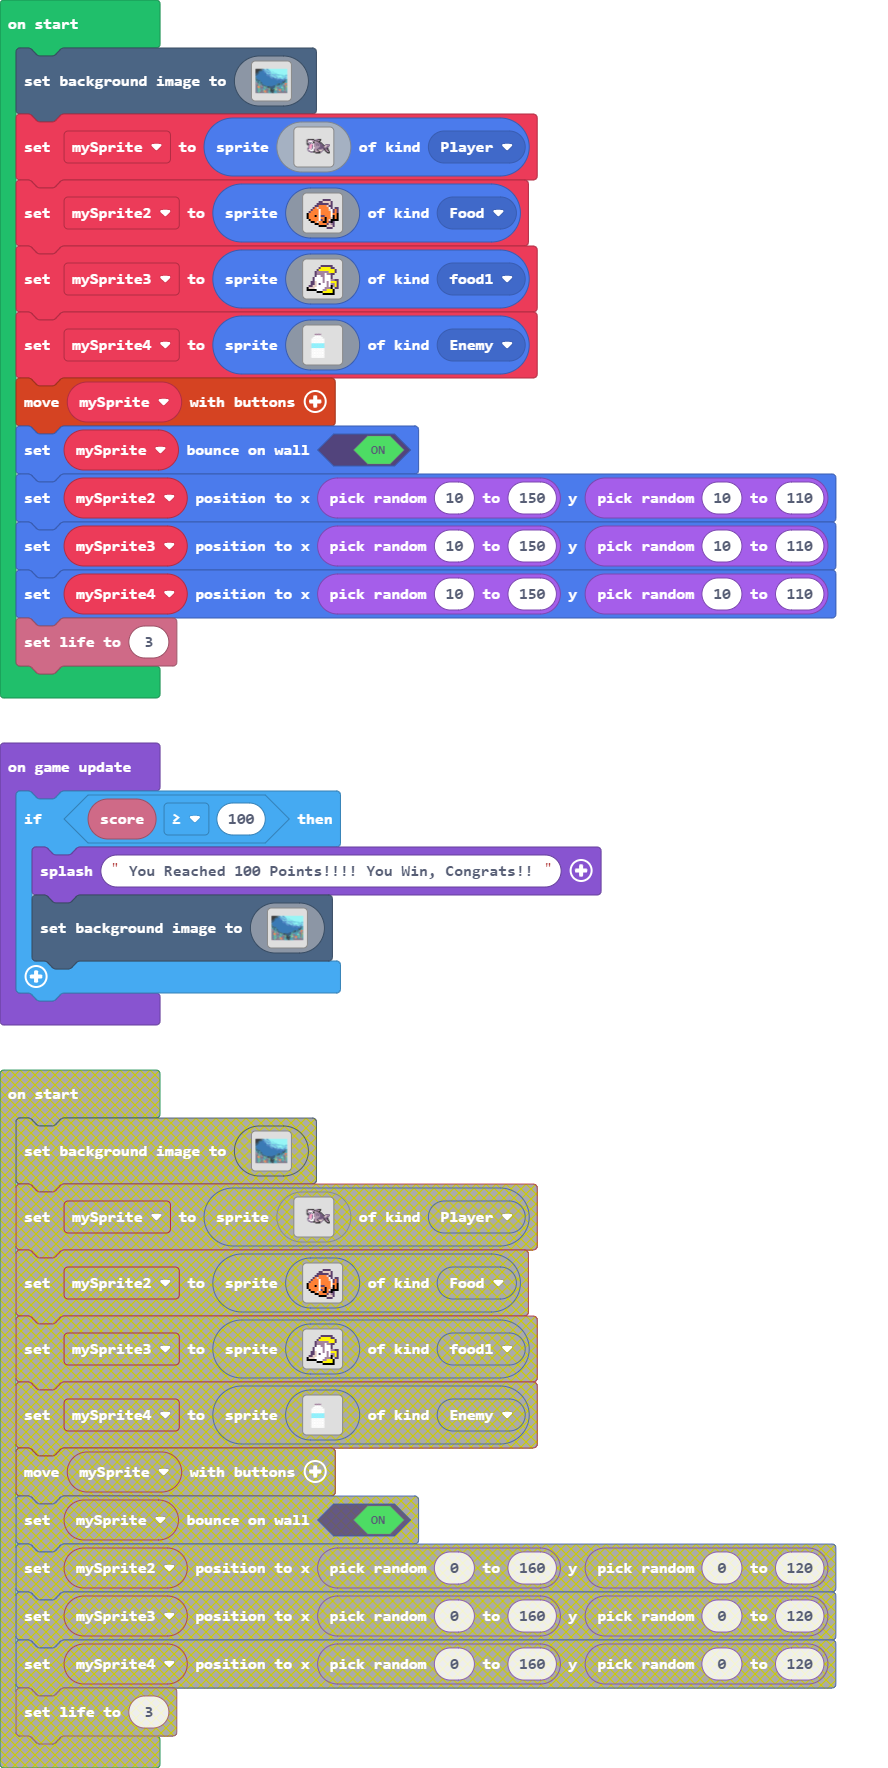 on start
set background image to
set mySprite to sprite of kind Player
set mySprite2 to sprite of kind Food
set mySprite3 to sprite of kind food1
set mySprite4 to sprite of kind Enemy
move mySprite with buttons
set mySprite bounce on wall ON
set mySprite2 position to x pick random 10 to 150 y pick random 10 to 110
set mySprite3 position to x pick random 10 to 150 y pick random 10 to 110
set mySprite4 position to x pick random 10 to 150 y pick random 10 to 110
set life to 3
on game update
if score ≥ 100 then
splash " You Reached 100 Points!!!! You Win, Congrats!! "
set background image to
on start
set background image to
set mySprite to sprite of kind Player
set mySprite2 to sprite of kind Food
set mySprite3 to sprite of kind food1
set mySprite4 to sprite of kind Enemy
move mySprite with buttons
set mySprite bounce on wall ON
set mySprite2 position to x pick random 0 to 160 y pick random 0 to 120
set mySprite3 position to x pick random 0 to 160 y pick random 0 to 120
set mySprite4 position to x pick random 0 to 160 y pick random 0 to 120
set life to 3